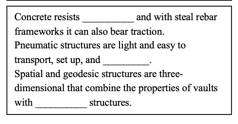 Concrete resists __________ and with steal rebar
frameworks it can also bear traction.
Pneumatic structures are light and easy to
transport, set up, and _________.
Spatial and geodesic structures are three-
dimensional that combine the properties of vaults
with __________ structures.